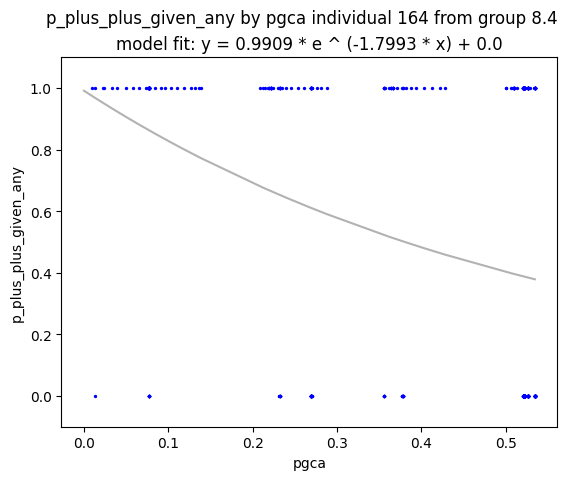 p_plus_plus_given_any by pgca individual 164 from group 8.4
model fit: y = 0.9909 * e ^ (-1.7993 * x) + 0.0
1.0
0.8
0.6
0.4
0.2
0.0
p_plus_plus_given_any
0.0 0.1 0.2 0.3 0.4 0.5
pgca